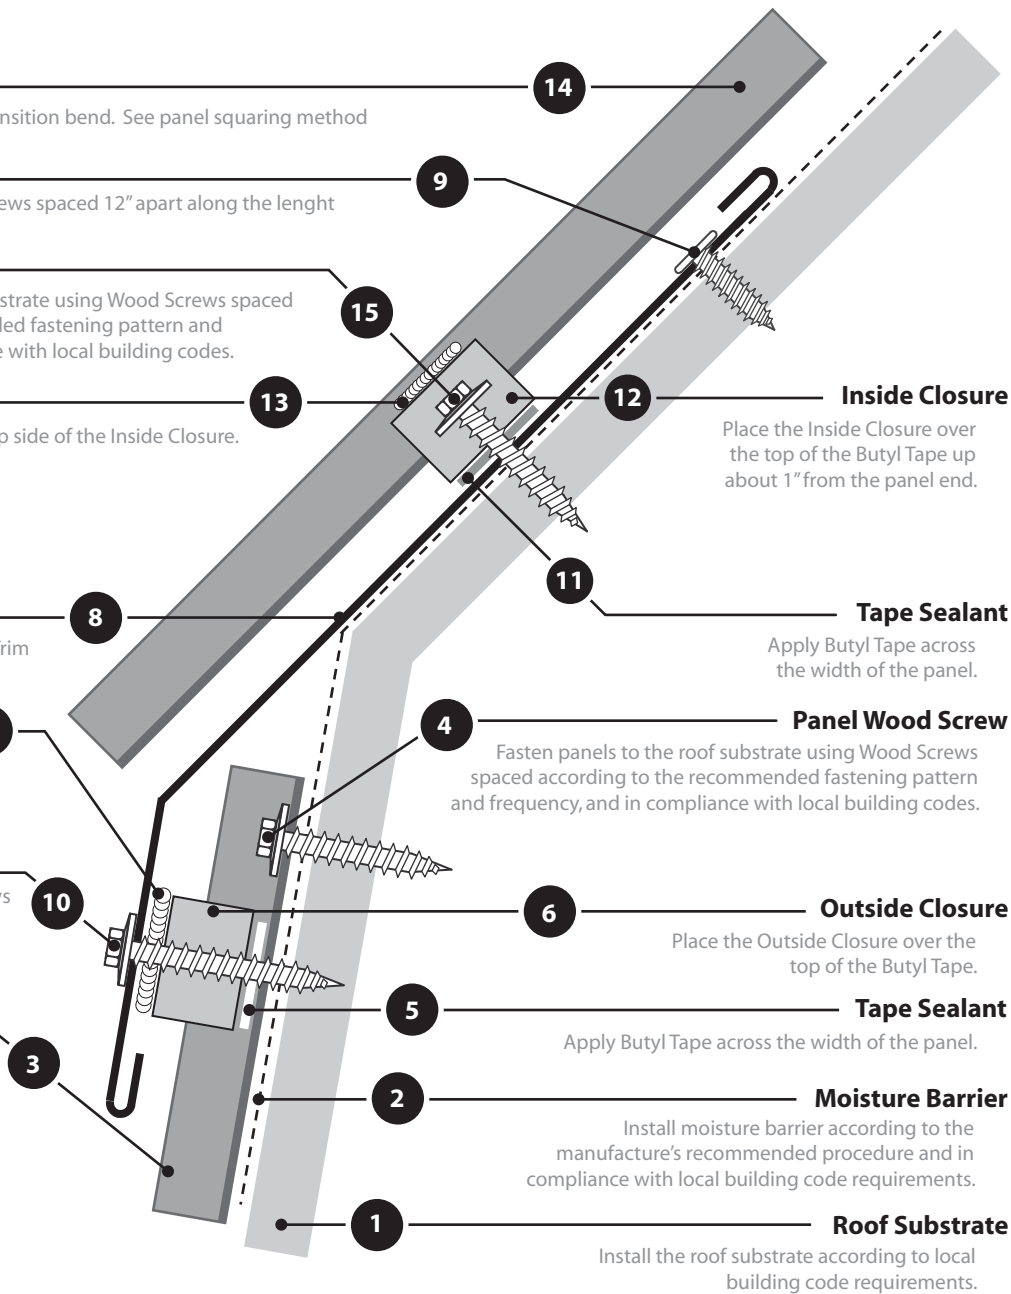 14
nsition bend. See panel squaring method
9
ews spaced 12" apart along the lenght
15
strate using Wood Screws spaced
led fastening pattern and
e with local building codes.
13
p side of the Inside Closure.
12
Inside Closure
Place the Inside Closure over
the top of the Butyl Tape up
about 1" from the panel end.
11
Tape Sealant
Apply Butyl Tape across
the width of the panel.
8
rim
4
Panel Wood Screw
Fasten panels to the roof substrate using Wood Screws
spaced according to the recommended fastening pattern
and frequency, and in compliance with local building codes.
10
s
6
Outside Closure
Place the Outside Closure over the
top of the Butyl Tape.
5
Tape Sealant
Apply Butyl Tape across the width of the panel.
3
2
Moisture Barrier
Install moisture barrier according to the
manufacture's recommended procedure and in
compliance with local building code requirements.
1
Roof Substrate
Install the roof substrate according to local
building code requirements.